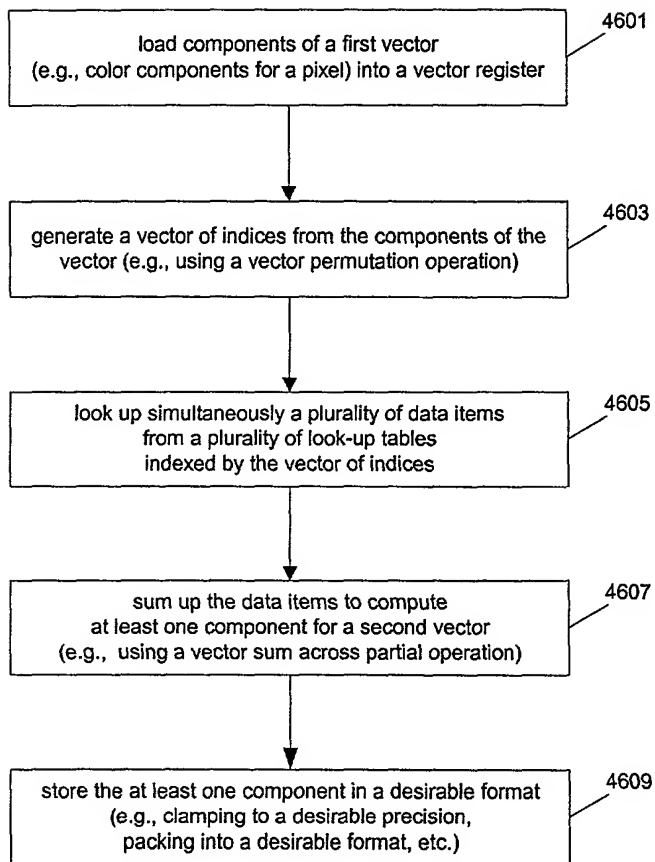 4601
load components of a first vector
(e.g., color components for a pixel) into a vector register
4603
generate a vector of indices from the components of the
vector (e.g., using a vector permutation operation)
4605
look up simultaneously a plurality of data items
from a plurality of look-up tables
indexed by the vector of indices
4607
sum up the data items to compute
at least one component for a second vector
(e.g., using a vector sum across partial operation)
4609
store the at least one component in a desirable format
(e.g., clamping to a desirable precision,
packing into a desirable format, etc.)